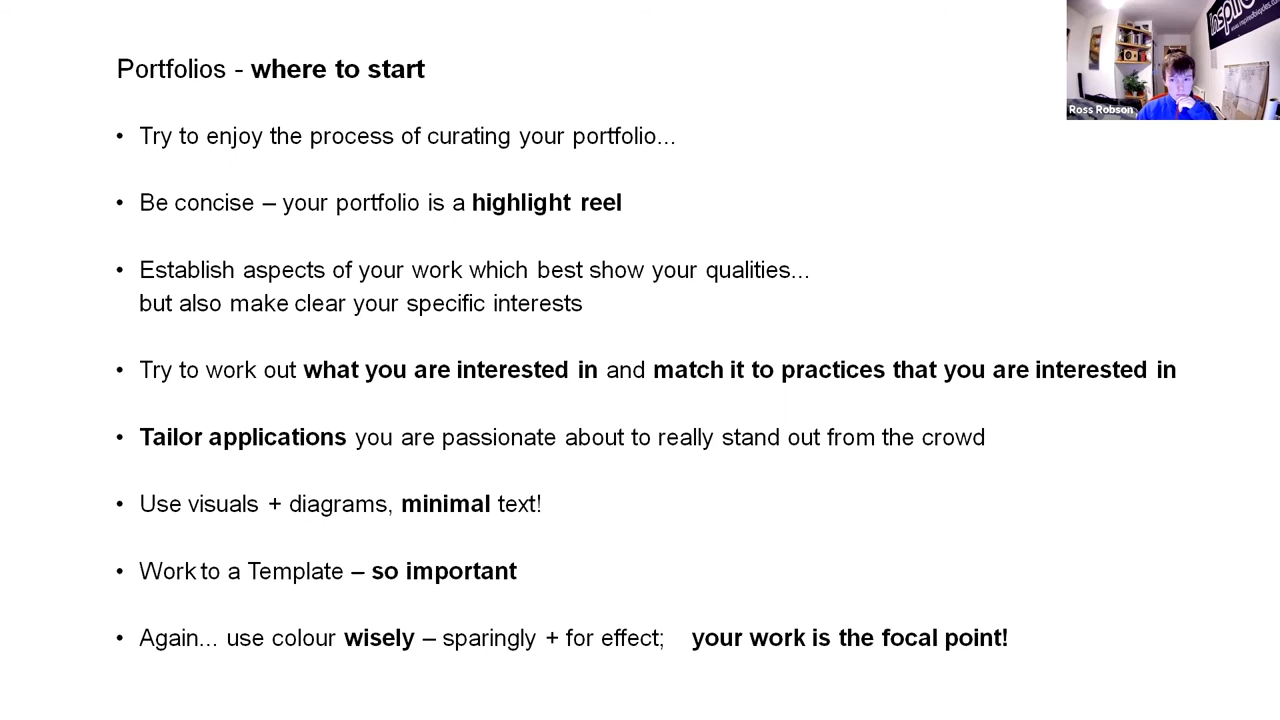 Portfolios - where to start
• Try to enjoy the process of curating your portfolio...
• Be concise – your portfolio is a highlight reel
• Establish aspects of your work which best show your qualities...
but also make clear your specific interests
• Try to work out what you are interested in and match it to practices that you are interested in
• Tailor applications you are passionate about to really stand out from the crowd
• Use visuals + diagrams, minimal text!
• Work to a Template – so important
• Again... use colour wisely – sparingly + for effect; your work is the focal point!
Ross Robson